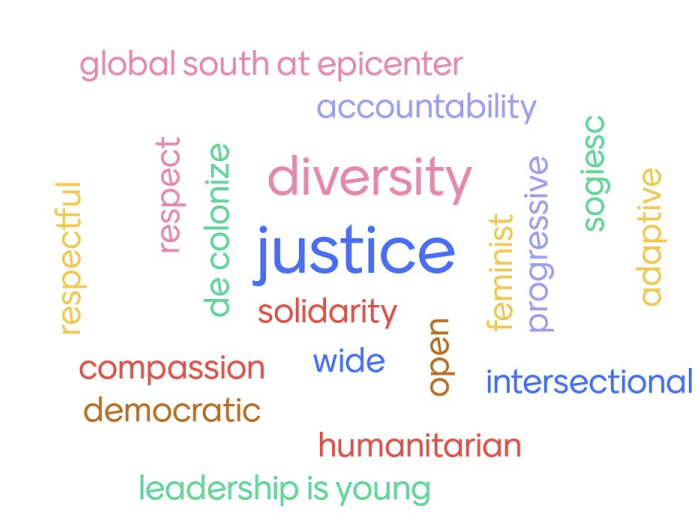 global south at epicenter
accountability
sogiesc
respect
de colonize
diversity
progressive
adaptive
respectful
justice
feminist
solidarity
open
wide
compassion
intersectional
democratic
humanitarian
leadership is young